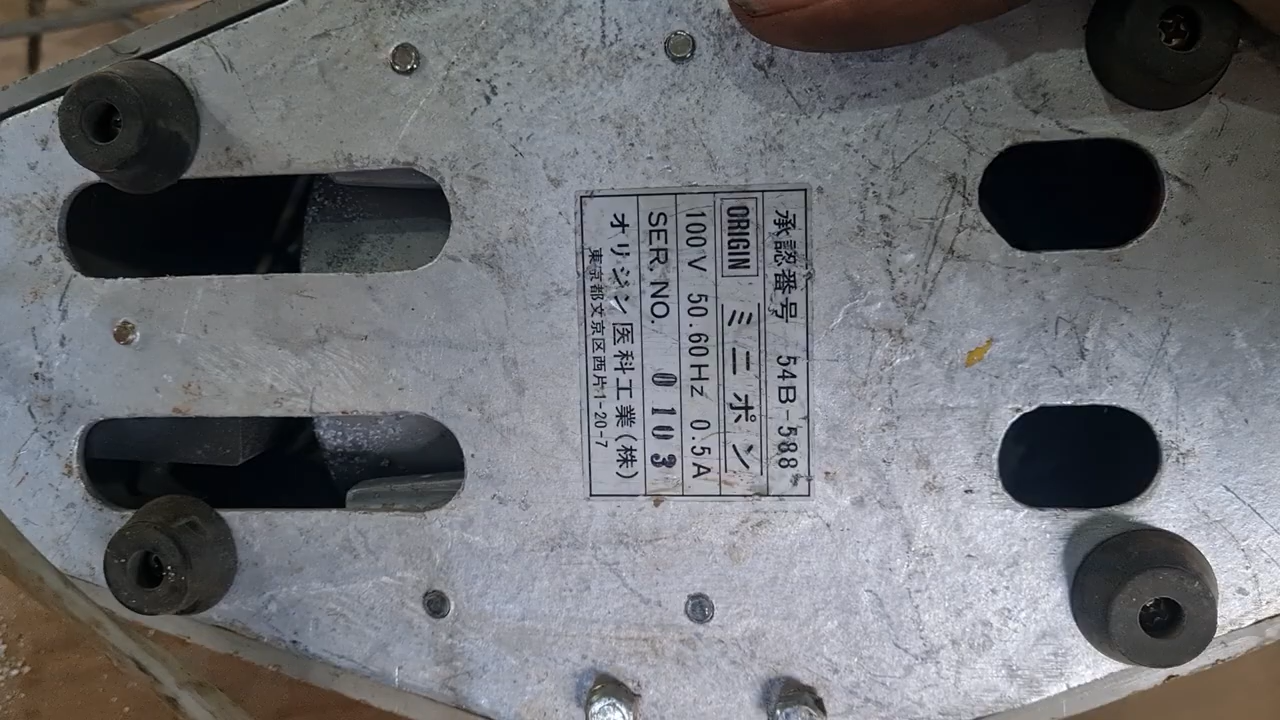 承認番号 54B-588
ORIGIN ミニポン
100V 50.60Hz 0.5A
SER. NO. 0103
オリジン医科工業(株)
東京都文京区西片1-20-7